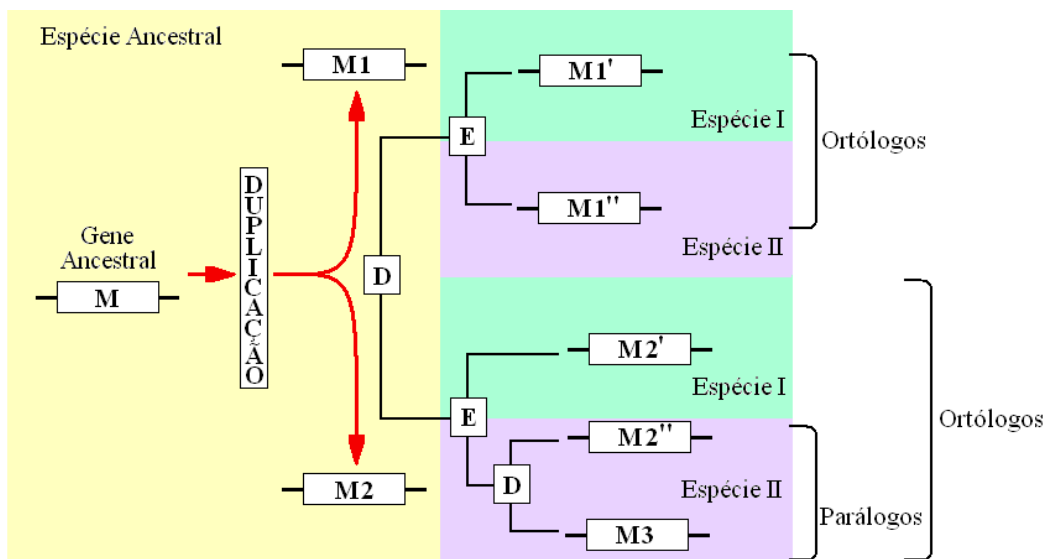 Espécie Ancestral
M1
M1'
Espécie I
E
Ortólogos
M1''
Espécie II
DUPLICAÇÃO
Gene
Ancestral
M
D
M2'
Espécie I
E
Ortólogos
M2''
D
Espécie II
M2
Parálogos
M3